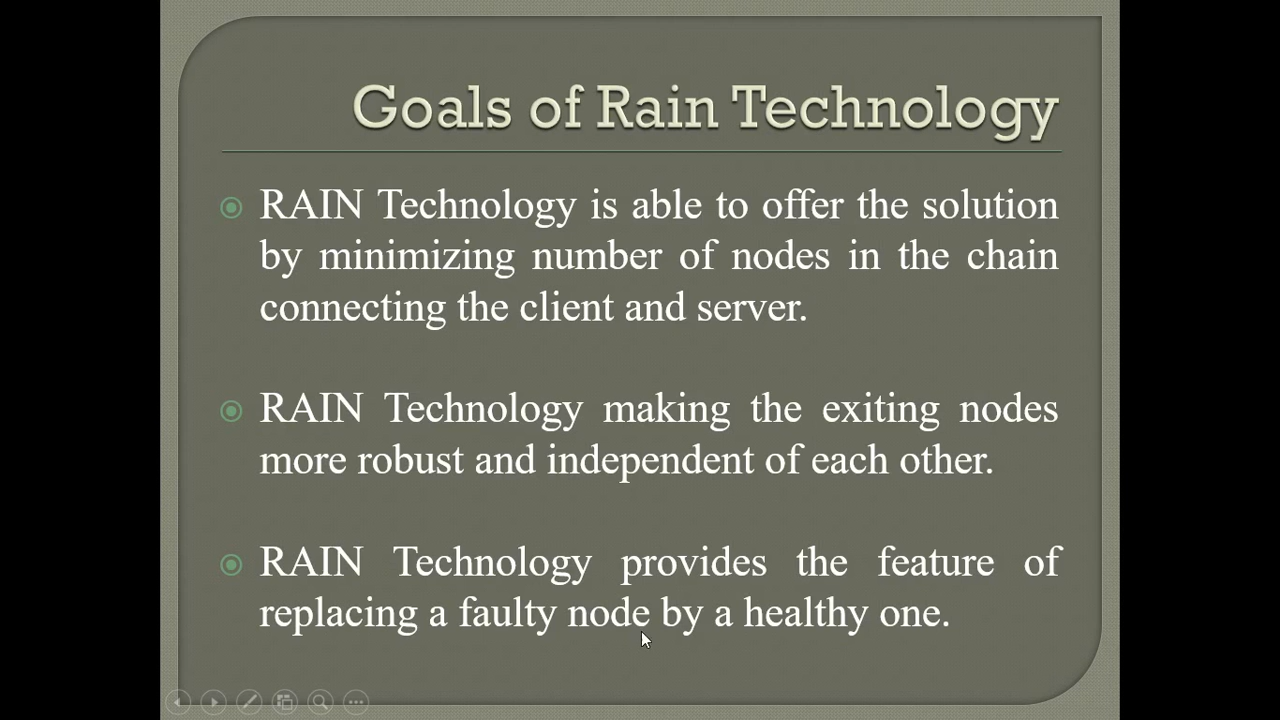 Goals of Rain Technology
RAIN Technology is able to offer the solution
by minimizing number of nodes in the chain
connecting the client and server.
RAIN Technology making the exiting nodes
more robust and independent of each other.
RAIN Technology provides the feature of
replacing a faulty node by a healthy one.